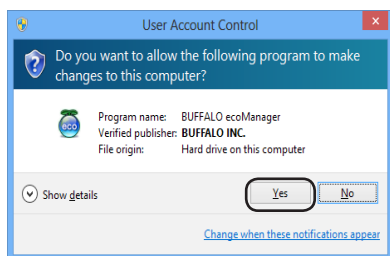 User Account Control
Do you want to allow the following program to make
changes to this computer?
eco
Program name: BUFFALO ecoManager
Verified publisher: BUFFALO INC.
File origin: Hard drive on this computer
Show details
Yes
No
Change when these notifications appear